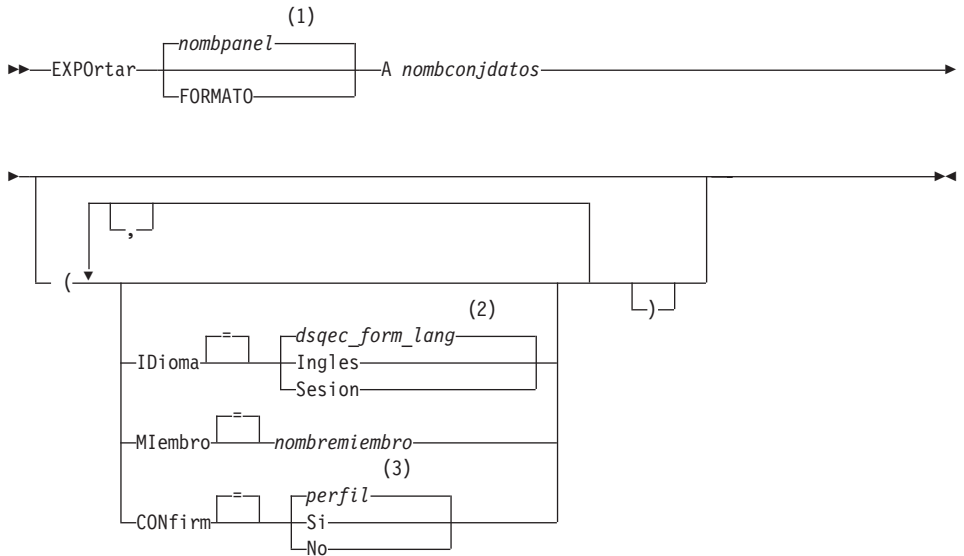 (1)
nombpanel
EXPOrtar A nombconjdatos
FORMATO
,
( )
(2)
= dsqec_form_lang
IDioma Ingles
Sesion
=
MIembro nombremiembro
(3)
= perfil
CONfirm Si
No